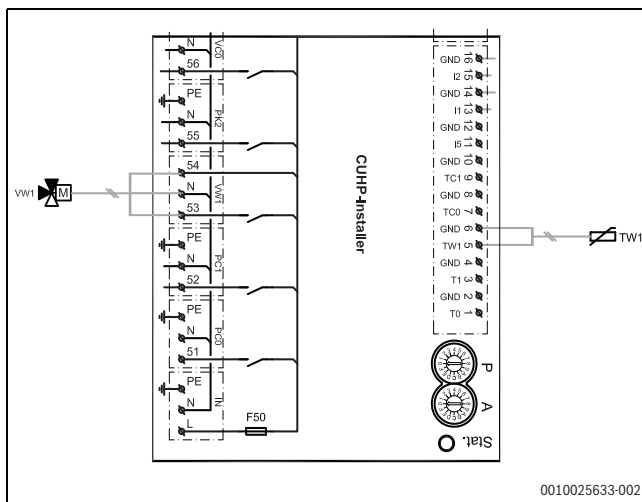 N
VC0
56
PE
N
PK2
55
54
N
VW1
53
PE
N
PC1
52
PE
N
PC0
51
PE
N
IN
L
F50
VW1
M
CUHP-Installer
GND 16
I2 15
GND 14
I1 13
GND 12
I5 11
GND 10
TC1 9
GND 8
TC0 7
GND 6
TW1 5
GND 4
T1 3
GND 2
T0 1
TW1
P
A
Stat.
0010025633-002